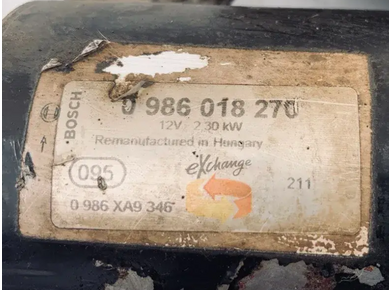 BOSCH
0 986 018 270
12V 2.30 kW
Remanufactured in Hungary
eXchange
095
211
0 986 XA9 346